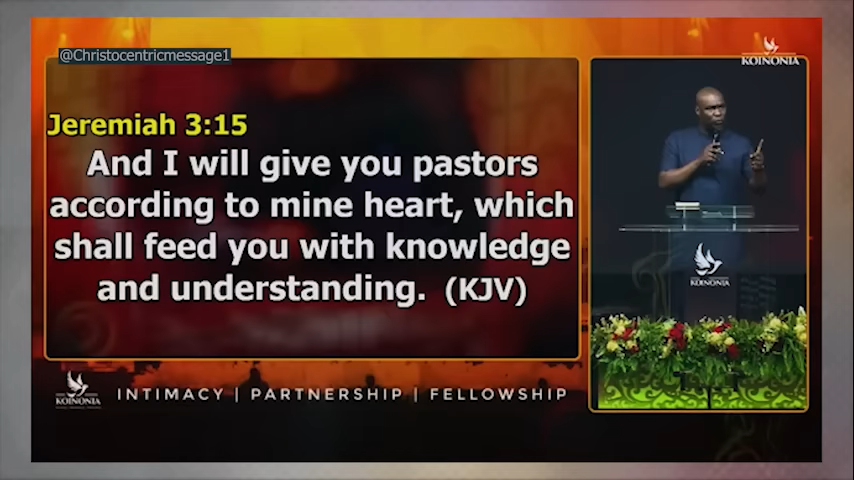 @Christocentricmessage1
KOINONIA
Jeremiah 3:15
And I will give you pastors
according to mine heart, which
shall feed you with knowledge
and understanding. (KJV)
KOINONIA
KOINONIA
INTIMACY | PARTNERSHIP | FELLOWSHIP